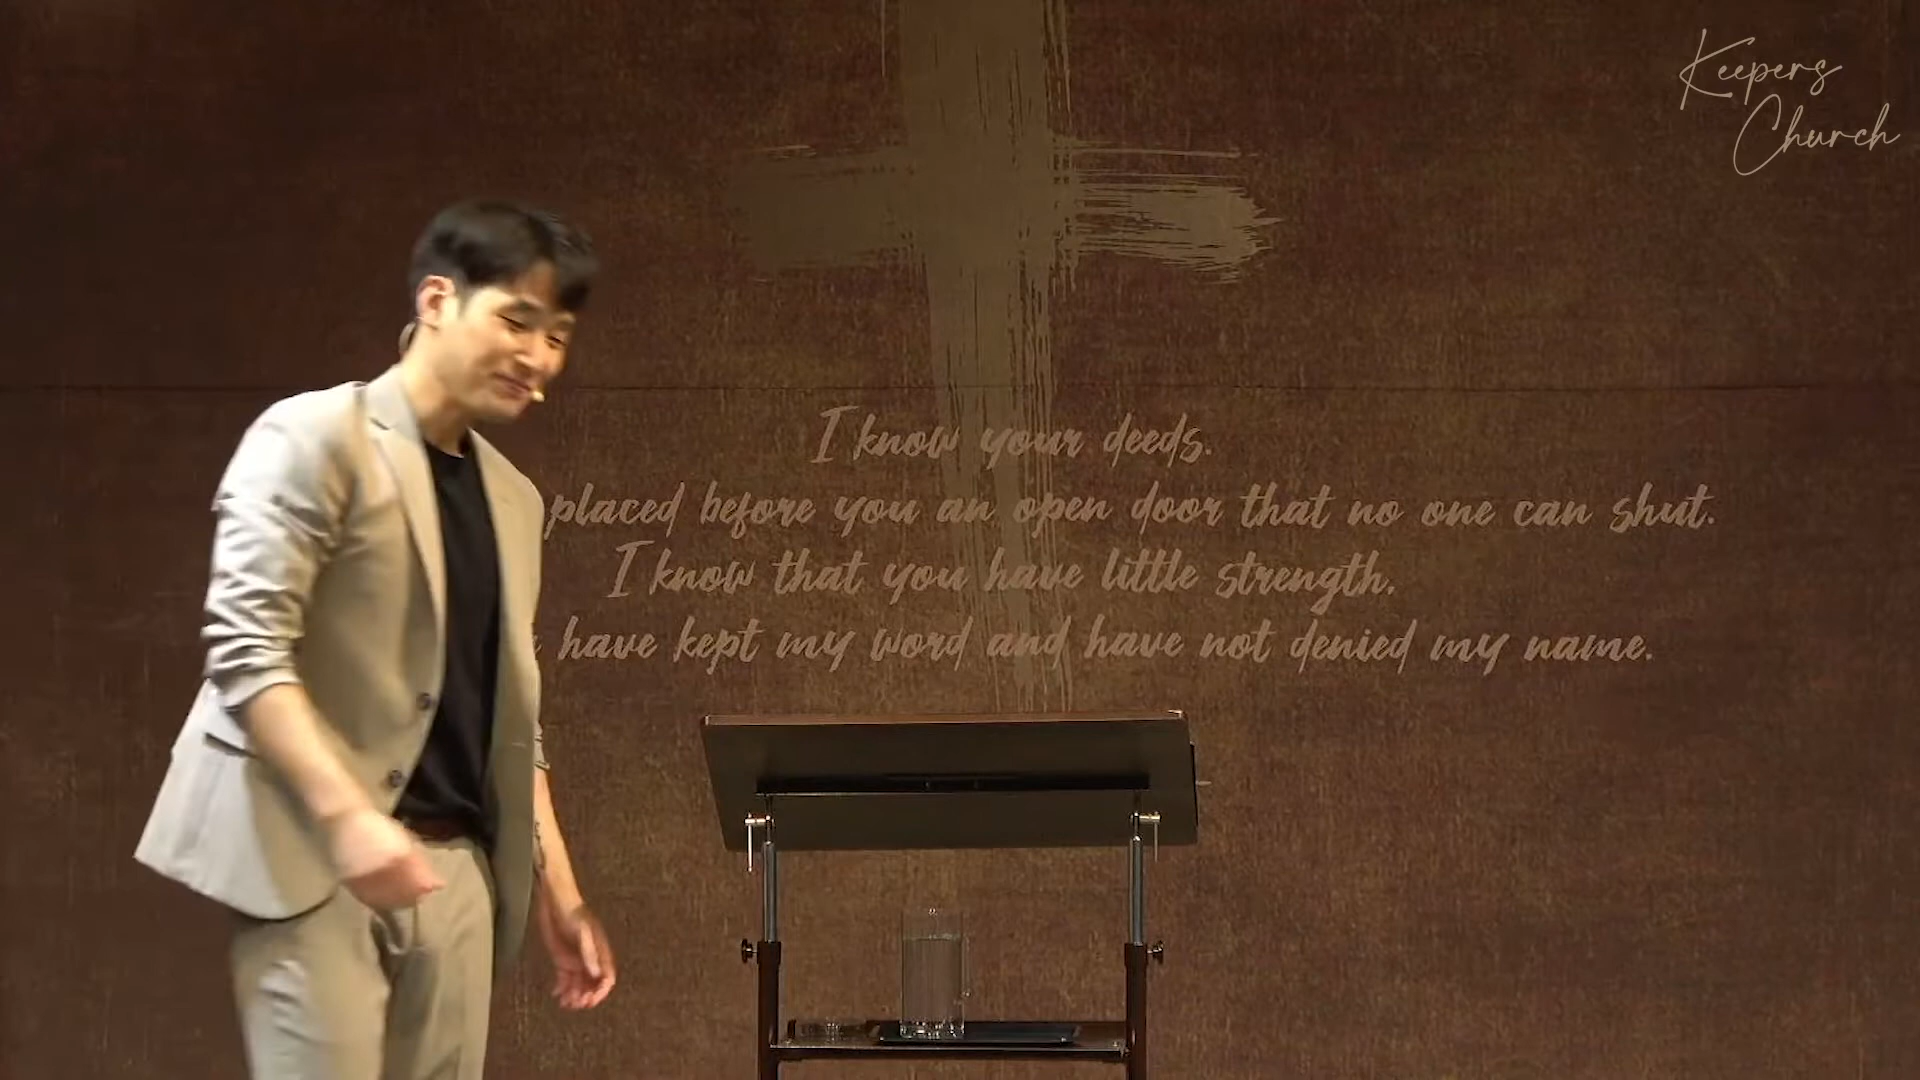 Keepers
Church
I know your deeds.
placed before you an open door that no one can shut.
I know that you have little strength,
have kept my word and have not denied my name.